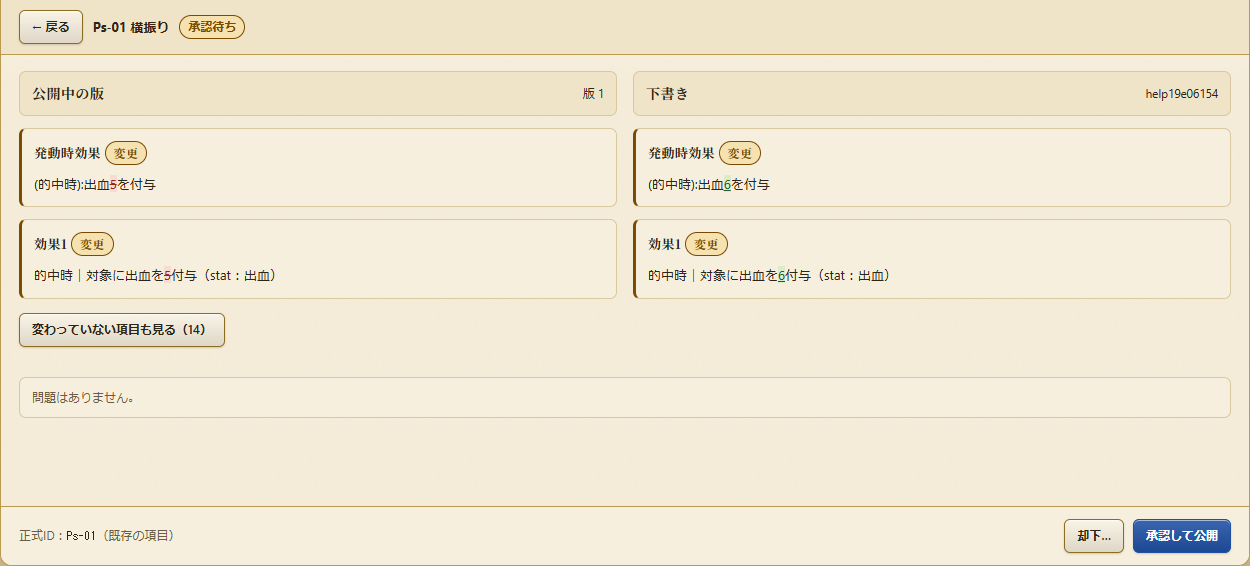 ← 戻る Ps-01 横振り 承認待ち
公開中の版 版 1
下書き help19e06154
発動時効果 変更
(的中時):出血5を付与
発動時効果 変更
(的中時):出血6を付与
効果1 変更
的中時｜対象に出血を5付与（stat：出血）
効果1 変更
的中時｜対象に出血を6付与（stat：出血）
変わっていない項目も見る（14）
問題はありません。
正式ID：Ps-01（既存の項目）
却下... 承認して公開